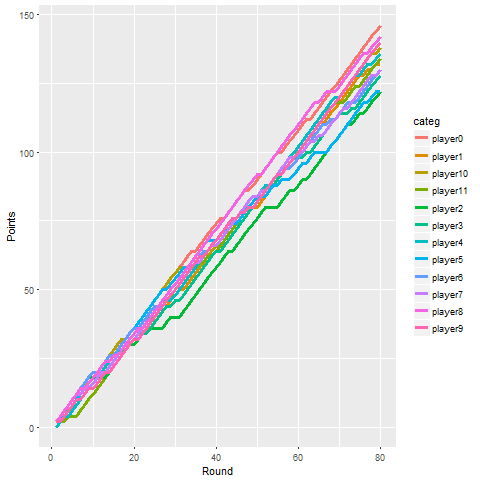 150
100
50
0
Points
0
20
40
60
80
Round
categ
player0
player1
player10
player11
player2
player3
player4
player5
player6
player7
player8
player9